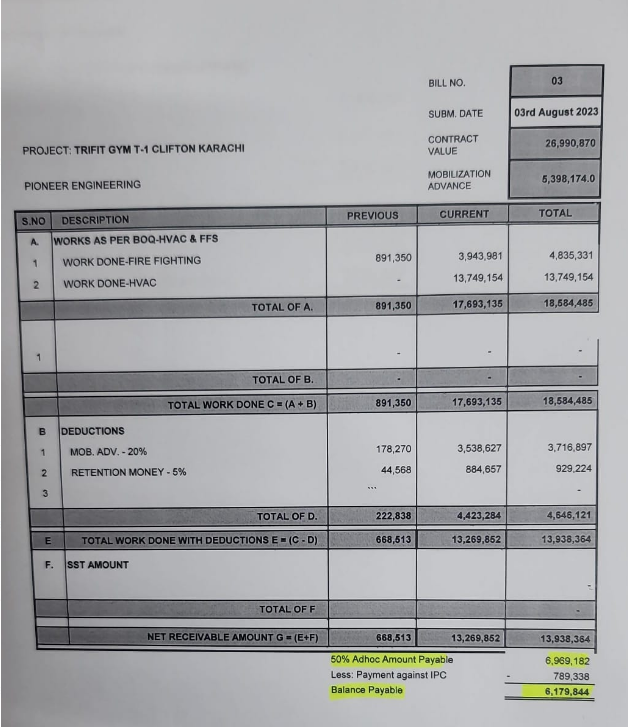 BILL NO. 03
SUBM. DATE 03rd August 2023
PROJECT: TRIFIT GYM T-1 CLIFTON KARACHI
CONTRACT VALUE 26,990,870
PIONEER ENGINEERING
MOBILIZATION ADVANCE 5,398,174.0
S.NO DESCRIPTION PREVIOUS CURRENT TOTAL
A. WORKS AS PER BOQ-HVAC & FFS
1 WORK DONE-FIRE FIGHTING 891,350 3,943,981 4,835,331
2 WORK DONE-HVAC - 13,749,154 13,749,154
TOTAL OF A. 891,350 17,693,135 18,584,485
1 - - -
TOTAL OF B. - - -
TOTAL WORK DONE C = (A + B) 891,350 17,693,135 18,584,485
B DEDUCTIONS
1 MOB. ADV. - 20% 178,270 3,538,627 3,716,897
2 RETENTION MONEY - 5% 44,568 884,657 929,224
3 ... -
TOTAL OF D. 222,838 4,423,284 4,646,121
E TOTAL WORK DONE WITH DEDUCTIONS E = (C - D) 668,513 13,269,852 13,938,364
F. SST AMOUNT
-
TOTAL OF F -
NET RECEIVABLE AMOUNT G = (E+F) 668,513 13,269,852 13,938,364
50% Adhoc Amount Payable 6,969,182
Less: Payment against IPC - 789,338
Balance Payable 6,179,844